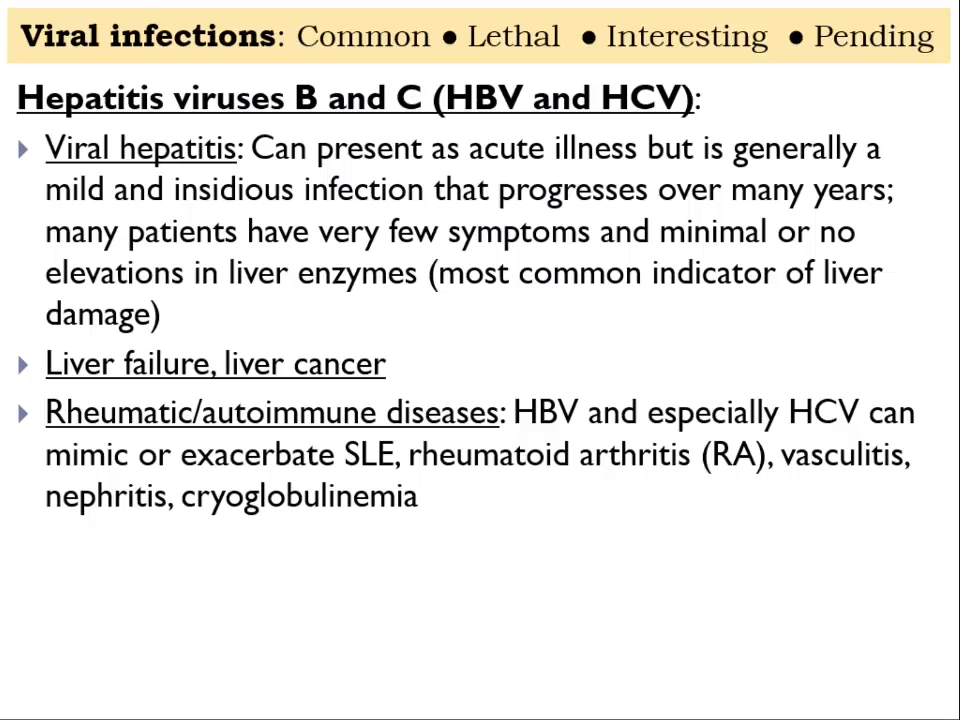 Viral infections: Common ● Lethal ● Interesting ● Pending
Hepatitis viruses B and C (HBV and HCV):
Viral hepatitis: Can present as acute illness but is generally a
mild and insidious infection that progresses over many years;
many patients have very few symptoms and minimal or no
elevations in liver enzymes (most common indicator of liver
damage)
Liver failure, liver cancer
Rheumatic/autoimmune diseases: HBV and especially HCV can
mimic or exacerbate SLE, rheumatoid arthritis (RA), vasculitis,
nephritis, cryoglobulinemia